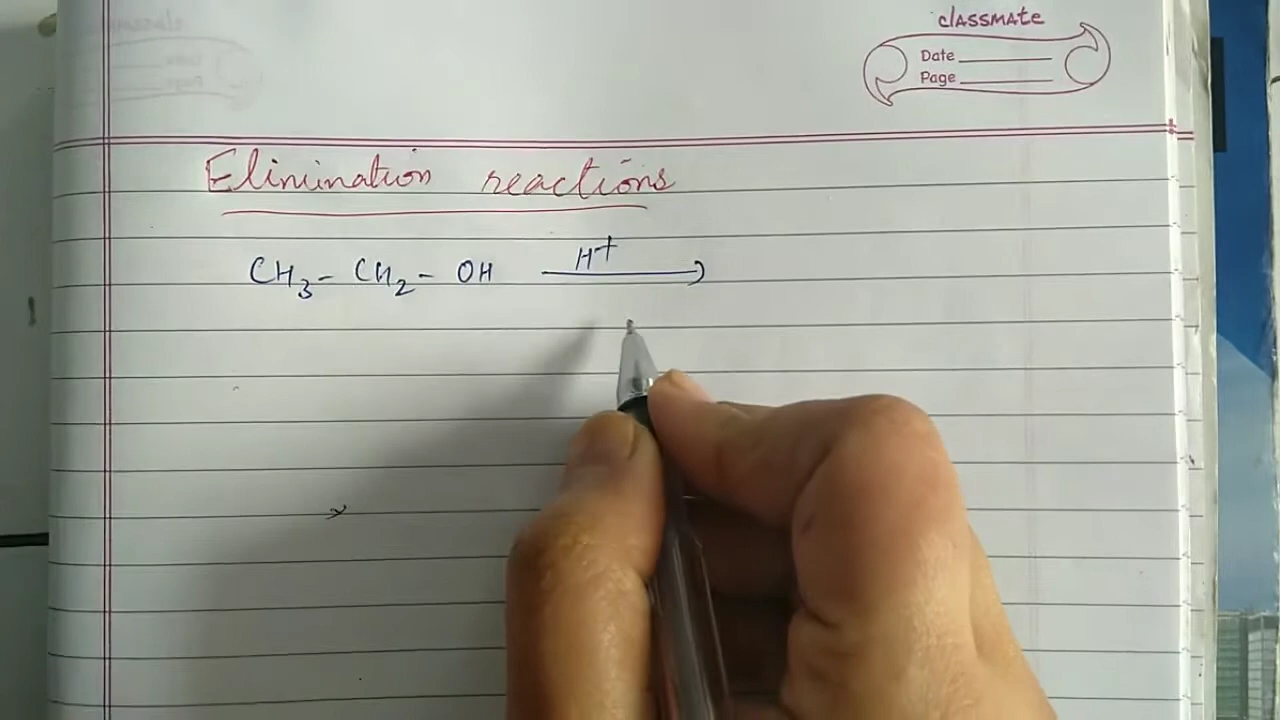 classmate
Date
Page
Elimination reactions
CH3 - CH2 - OH H+ →